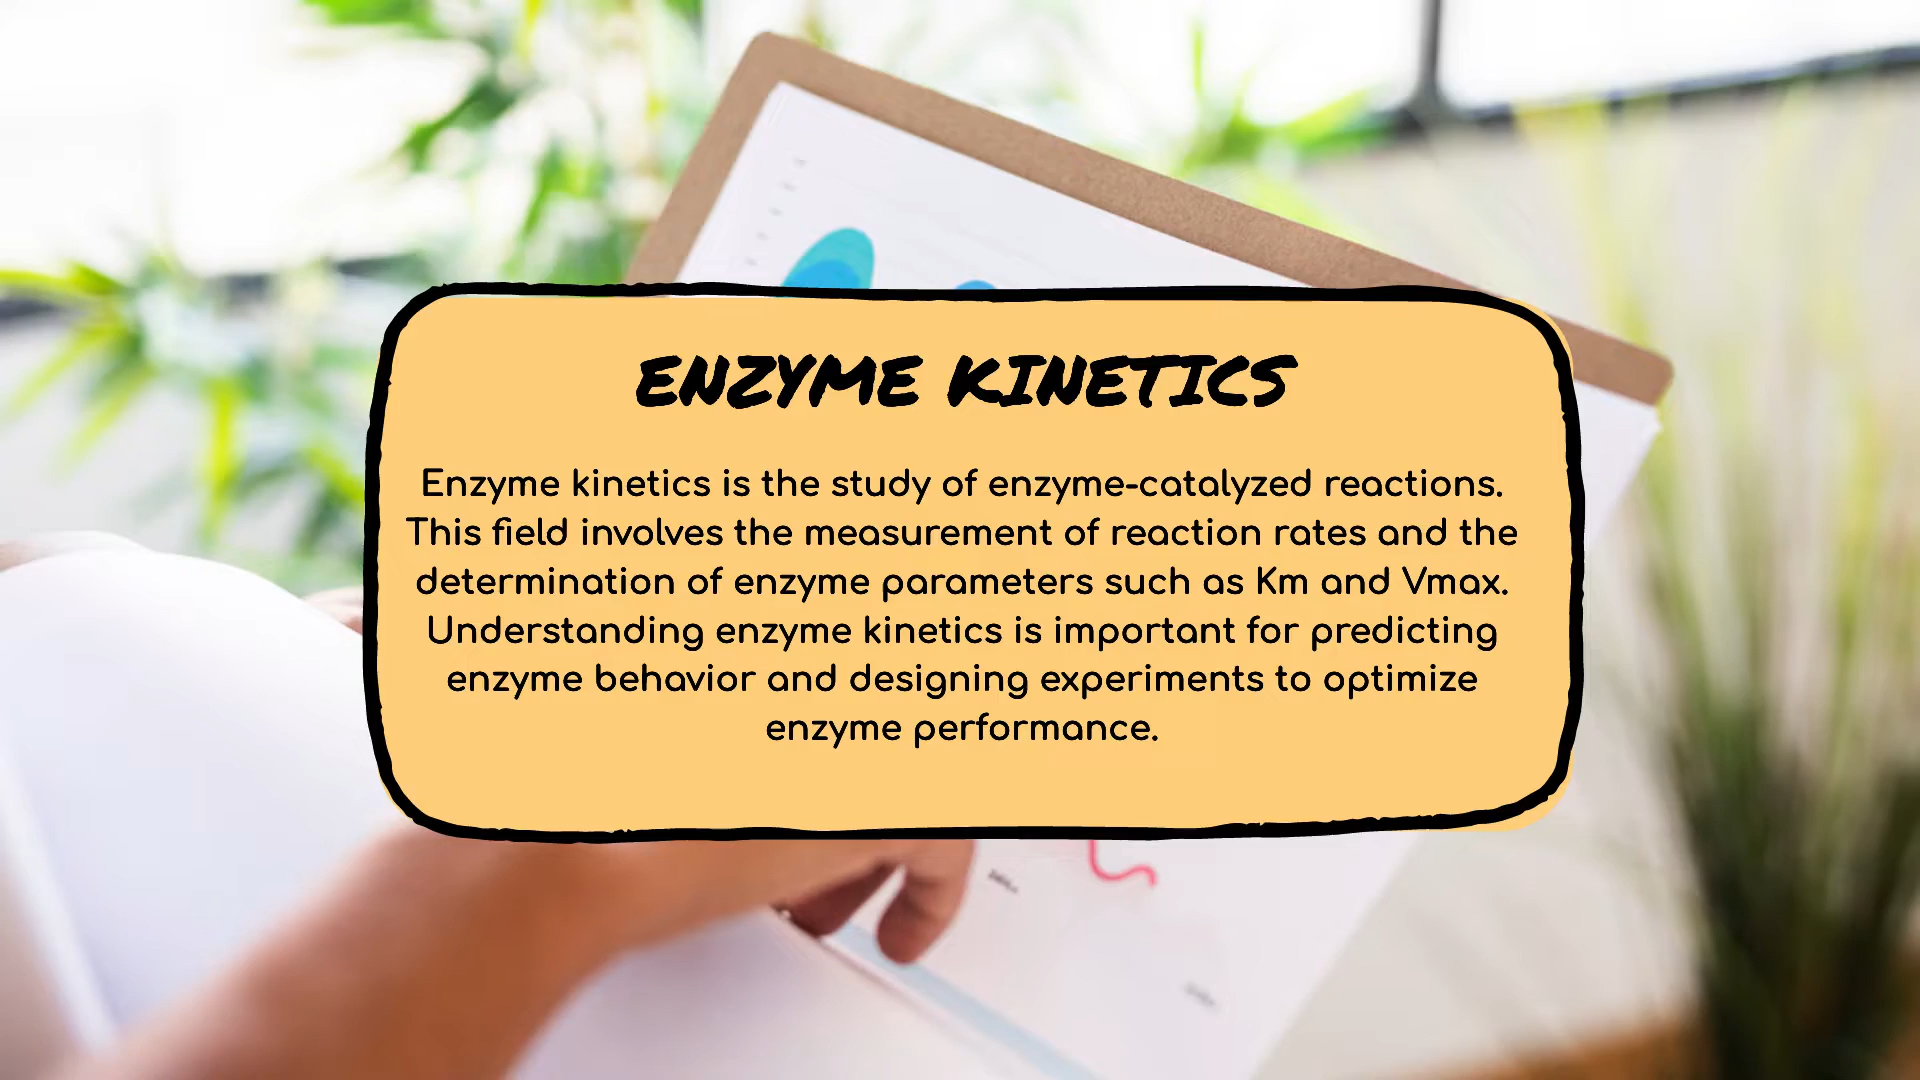 ENZYME KINETICS
Enzyme kinetics is the study of enzyme-catalyzed reactions.
This field involves the measurement of reaction rates and the
determination of enzyme parameters such as Km and Vmax.
Understanding enzyme kinetics is important for predicting
enzyme behavior and designing experiments to optimize
enzyme performance.